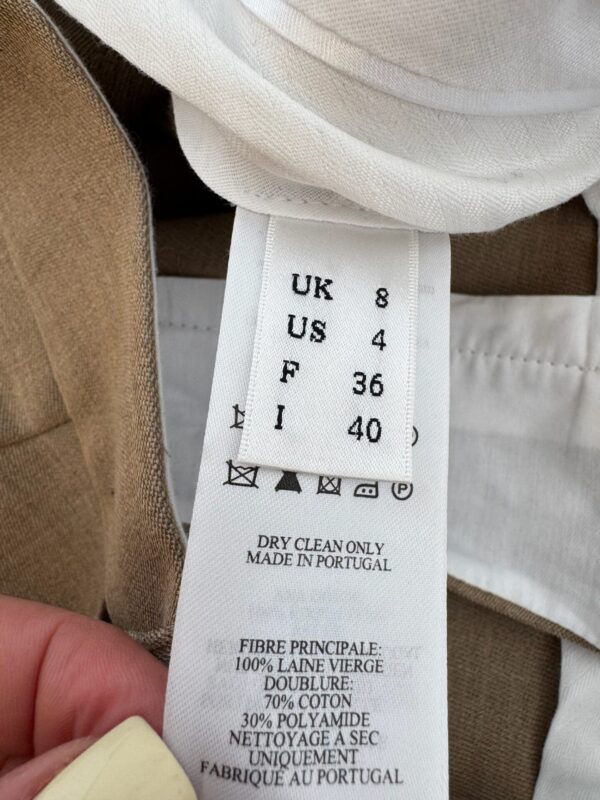 UK 8
US 4
F 36
I 40
P
DRY CLEAN ONLY
MADE IN PORTUGAL
FIBRE PRINCIPALE:
100% LAINE VIERGE
DOUBLURE:
70% COTON
30% POLYAMIDE
NETTOYAGE A SEC
UNIQUEMENT
FABRIQUÉ AU PORTUGAL